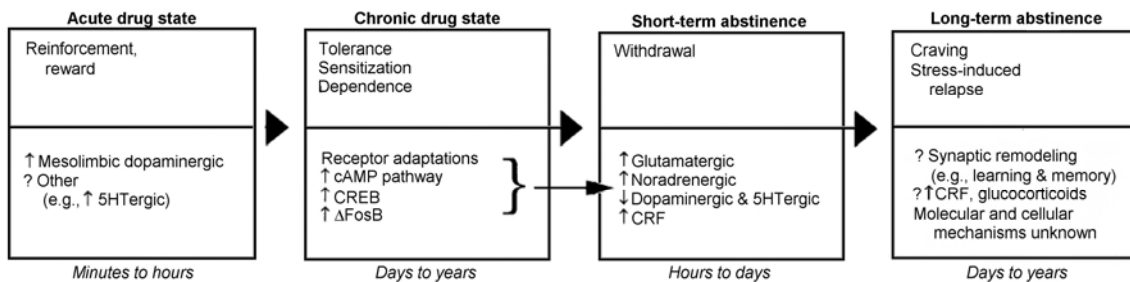 Acute drug state
Reinforcement,
reward
↑ Mesolimbic dopaminergic
? Other
(e.g., ↑ 5HTergic)
Minutes to hours
Chronic drug state
Tolerance
Sensitization
Dependence
Receptor adaptations
↑ cAMP pathway
↑ CREB
↑ ΔFosB
Days to years
Short-term abstinence
Withdrawal
↑ Glutamatergic
↑ Noradrenergic
↓ Dopaminergic & 5HTergic
↑ CRF
Hours to days
Long-term abstinence
Craving
Stress-induced
relapse
? Synaptic remodeling
(e.g., learning & memory)
? ↑ CRF, glucocorticoids
Molecular and cellular
mechanisms unknown
Days to years